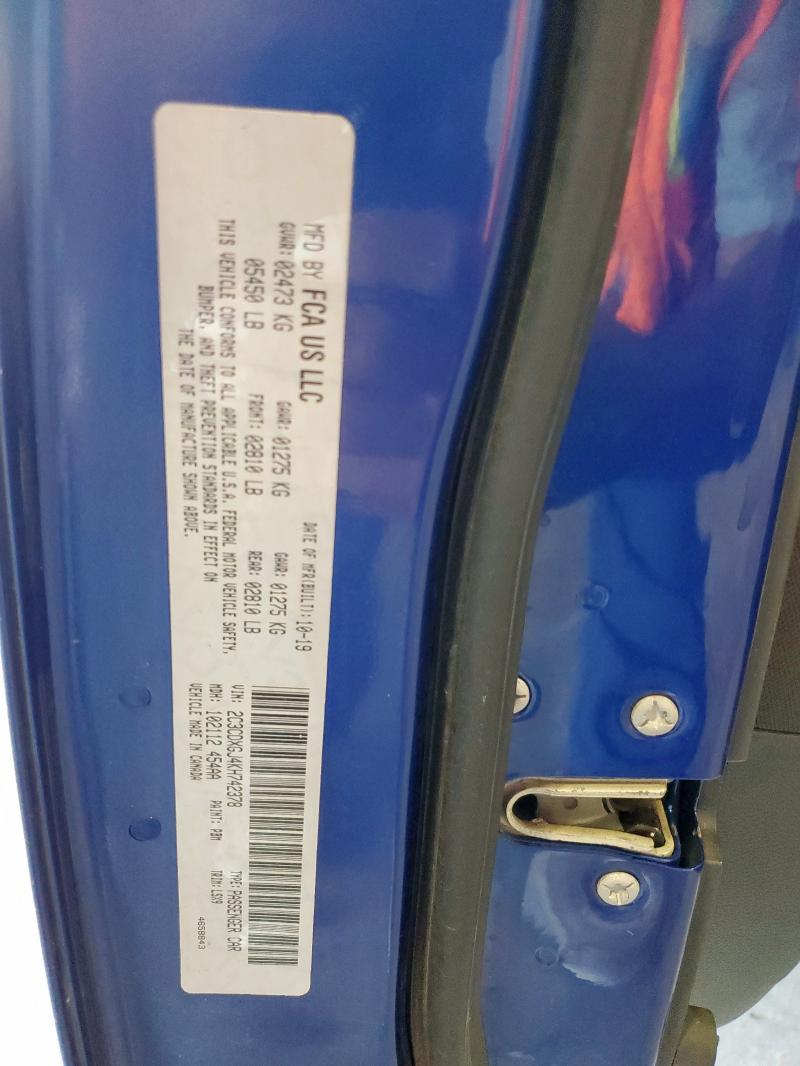 MFD BY FCA US LLC
DATE OF MFR(BUILT):10-19
GVWR: 02473 KG GAWR: 01275 KG GAWR: 01275 KG
05450 LB FRONT: 02810 LB REAR: 02810 LB
THIS VEHICLE CONFORMS TO ALL APPLICABLE U.S.A. FEDERAL MOTOR VEHICLE SAFETY,
BUMPER, AND THEFT PREVENTION STANDARDS IN EFFECT ON
THE DATE OF MANUFACTURE SHOWN ABOVE.
VIN: 2C3CDXGJ4KH742378 TYPE:PASSENGER CAR
MDH: 102112 454AA PAINT: PBM TRIM:LSX9
VEHICLE MADE IN CANADA
4658843